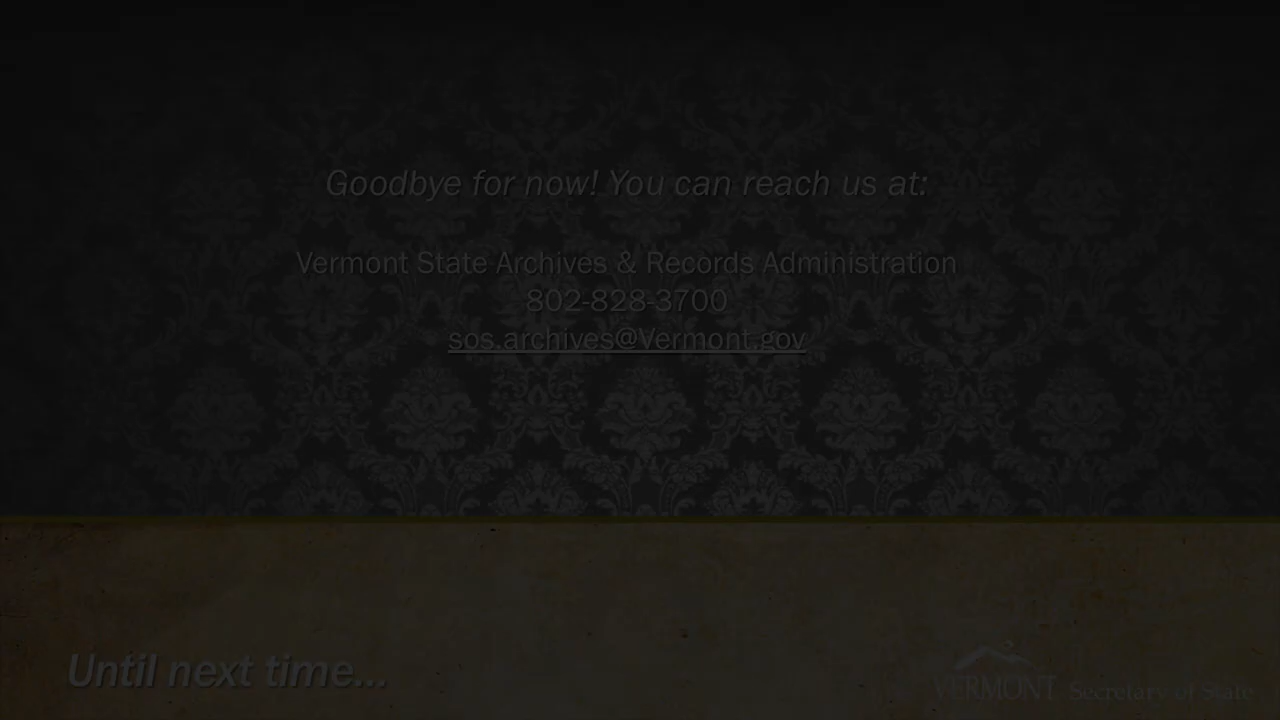 Goodbye for now! You can reach us at:
Vermont State Archives & Records Administration
802-828-3700
sos.archives@Vermont.gov
Until next time...
VERMONT Secretary of State